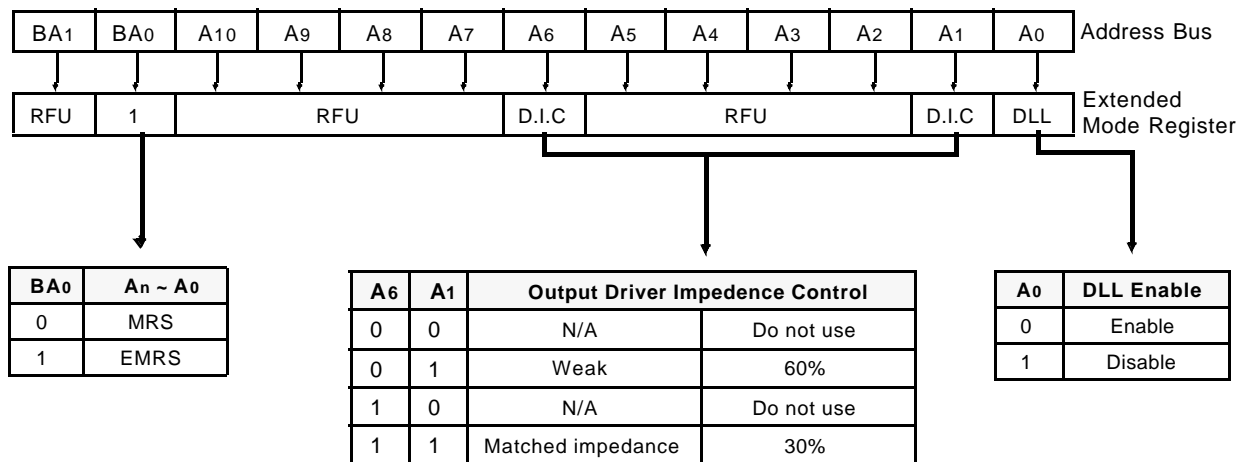 BA1 BA0 A10 A9 A8 A7 A6 A5 A4 A3 A2 A1 A0 Address Bus
RFU 1 RFU D.I.C RFU D.I.C DLL Extended
Mode Register
BA0 An ~ A0
0 MRS
1 EMRS
A6 A1 Output Driver Impedence Control
0 0 N/A Do not use
0 1 Weak 60%
1 0 N/A Do not use
1 1 Matched impedance 30%
A0 DLL Enable
0 Enable
1 Disable